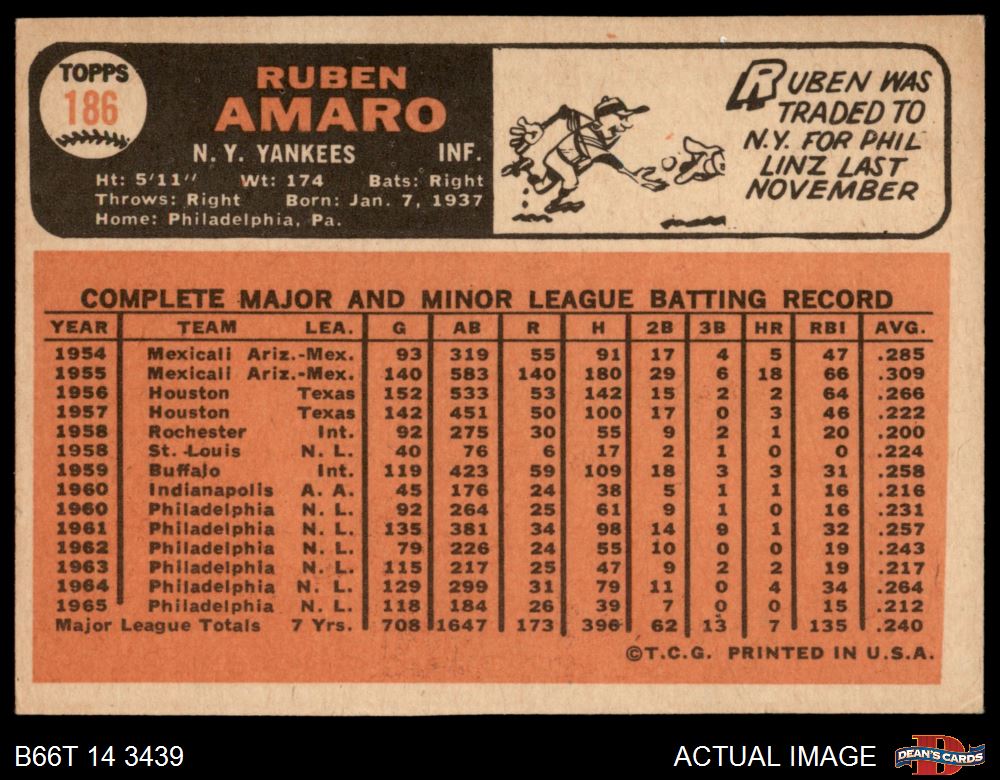 TOPPS
186
RUBEN
AMARO
N. Y. YANKEES INF.
Ht: 5'11" Wt: 174 Bats: Right
Throws: Right Born: Jan. 7, 1937
Home: Philadelphia, Pa.
RUBEN WAS
TRADED TO
N.Y. FOR PHIL
LINZ LAST
NOVEMBER
COMPLETE MAJOR AND MINOR LEAGUE BATTING RECORD
YEAR TEAM LEA. G AB R H 2B 3B HR RBI AVG.
1954 Mexicali Ariz.-Mex. 93 319 55 91 17 4 5 47 .285
1955 Mexicali Ariz.-Mex. 140 583 140 180 29 6 18 66 .309
1956 Houston Texas 152 533 53 142 15 2 2 64 .266
1957 Houston Texas 142 451 50 100 17 0 3 46 .222
1958 Rochester Int. 92 275 30 55 9 2 1 20 .200
1958 St. Louis N. L. 40 76 6 17 2 1 0 0 .224
1959 Buffalo Int. 119 423 59 109 18 3 3 31 .258
1960 Indianapolis A. A. 45 176 24 38 5 1 1 16 .216
1960 Philadelphia N. L. 92 264 25 61 9 1 0 16 .231
1961 Philadelphia N. L. 135 381 34 98 14 9 1 32 .257
1962 Philadelphia N. L. 79 226 24 55 10 0 0 19 .243
1963 Philadelphia N. L. 115 217 25 47 9 2 2 19 .217
1964 Philadelphia N. L. 129 299 31 79 11 0 4 34 .264
1965 Philadelphia N. L. 118 184 26 39 7 0 0 15 .212
Major League Totals 7 Yrs. 708 1647 173 396 62 13 7 135 .240
©T.C.G. PRINTED IN U.S.A.
B66T 14 3439
ACTUAL IMAGE
DEAN'S CARDS